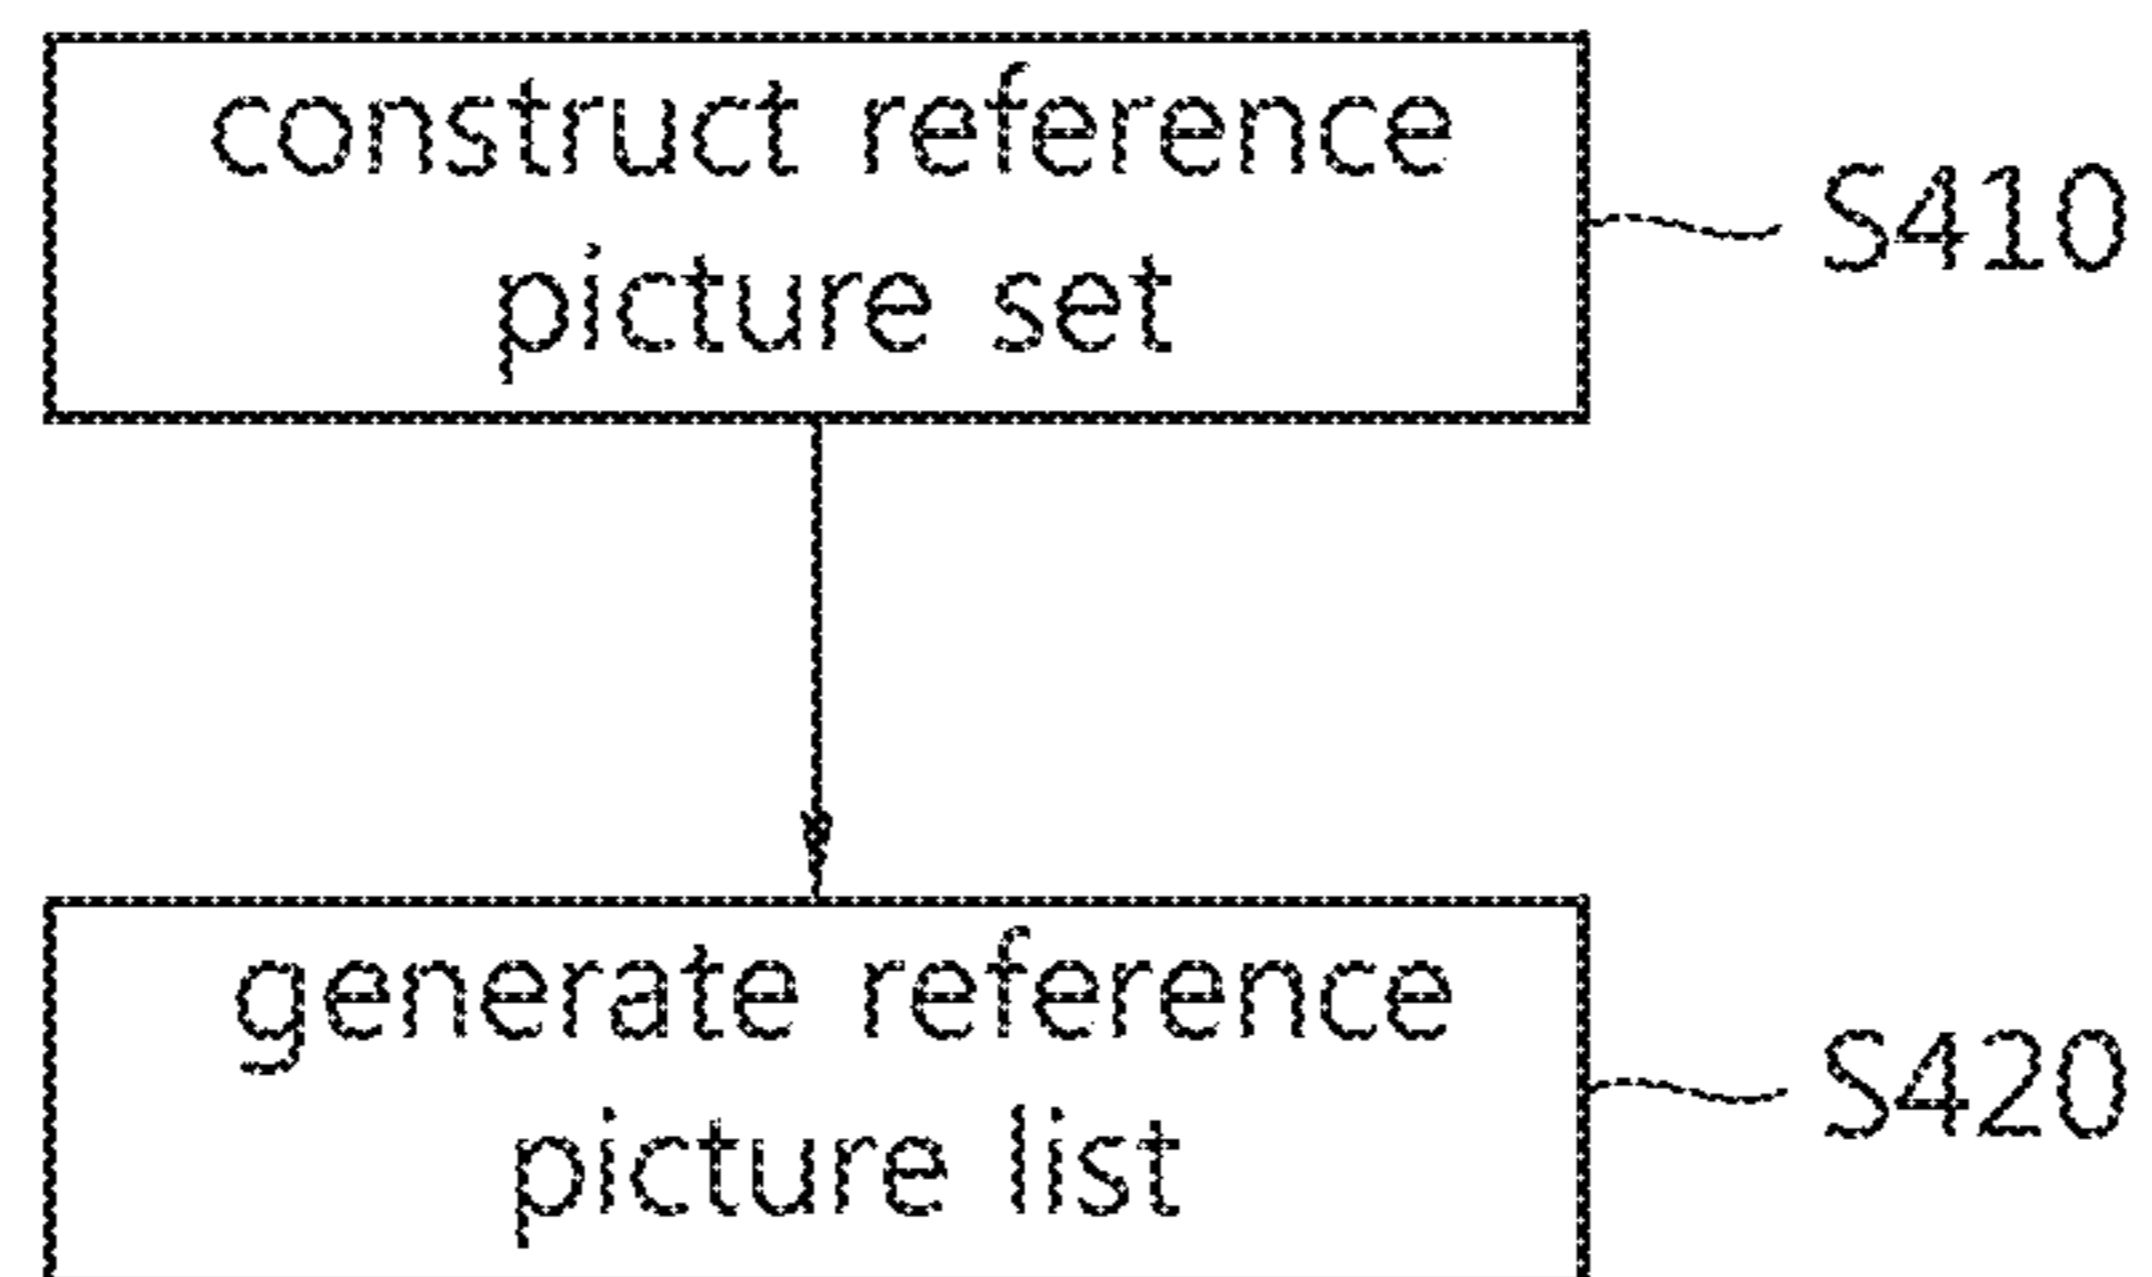 construct reference
picture set
S410
generate reference
picture list
S420